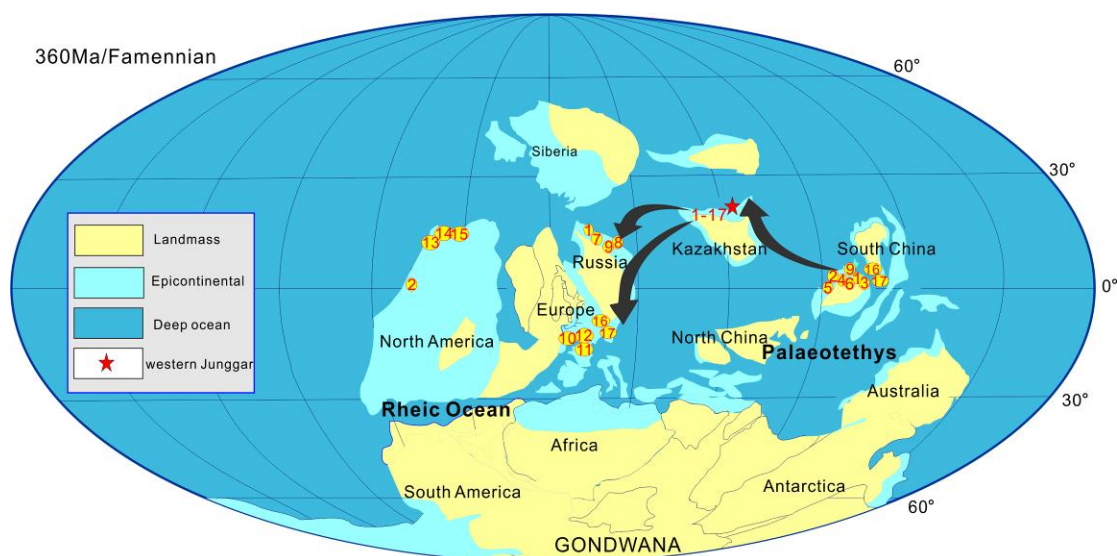 360Ma/Famennian
60°
30°
0°
30°
60°
Landmass
Epicontinental
Deep ocean
western Junggar
Siberia
1-17
Kazakhstan
South China
9
16
2
4
1
5
6
3
17
1
7
9
8
Russia
14
15
13
2
North America
Europe
16
10
12
17
11
North China
Palaeotethys
Australia
Rheic Ocean
Africa
South America
Antarctica
GONDWANA